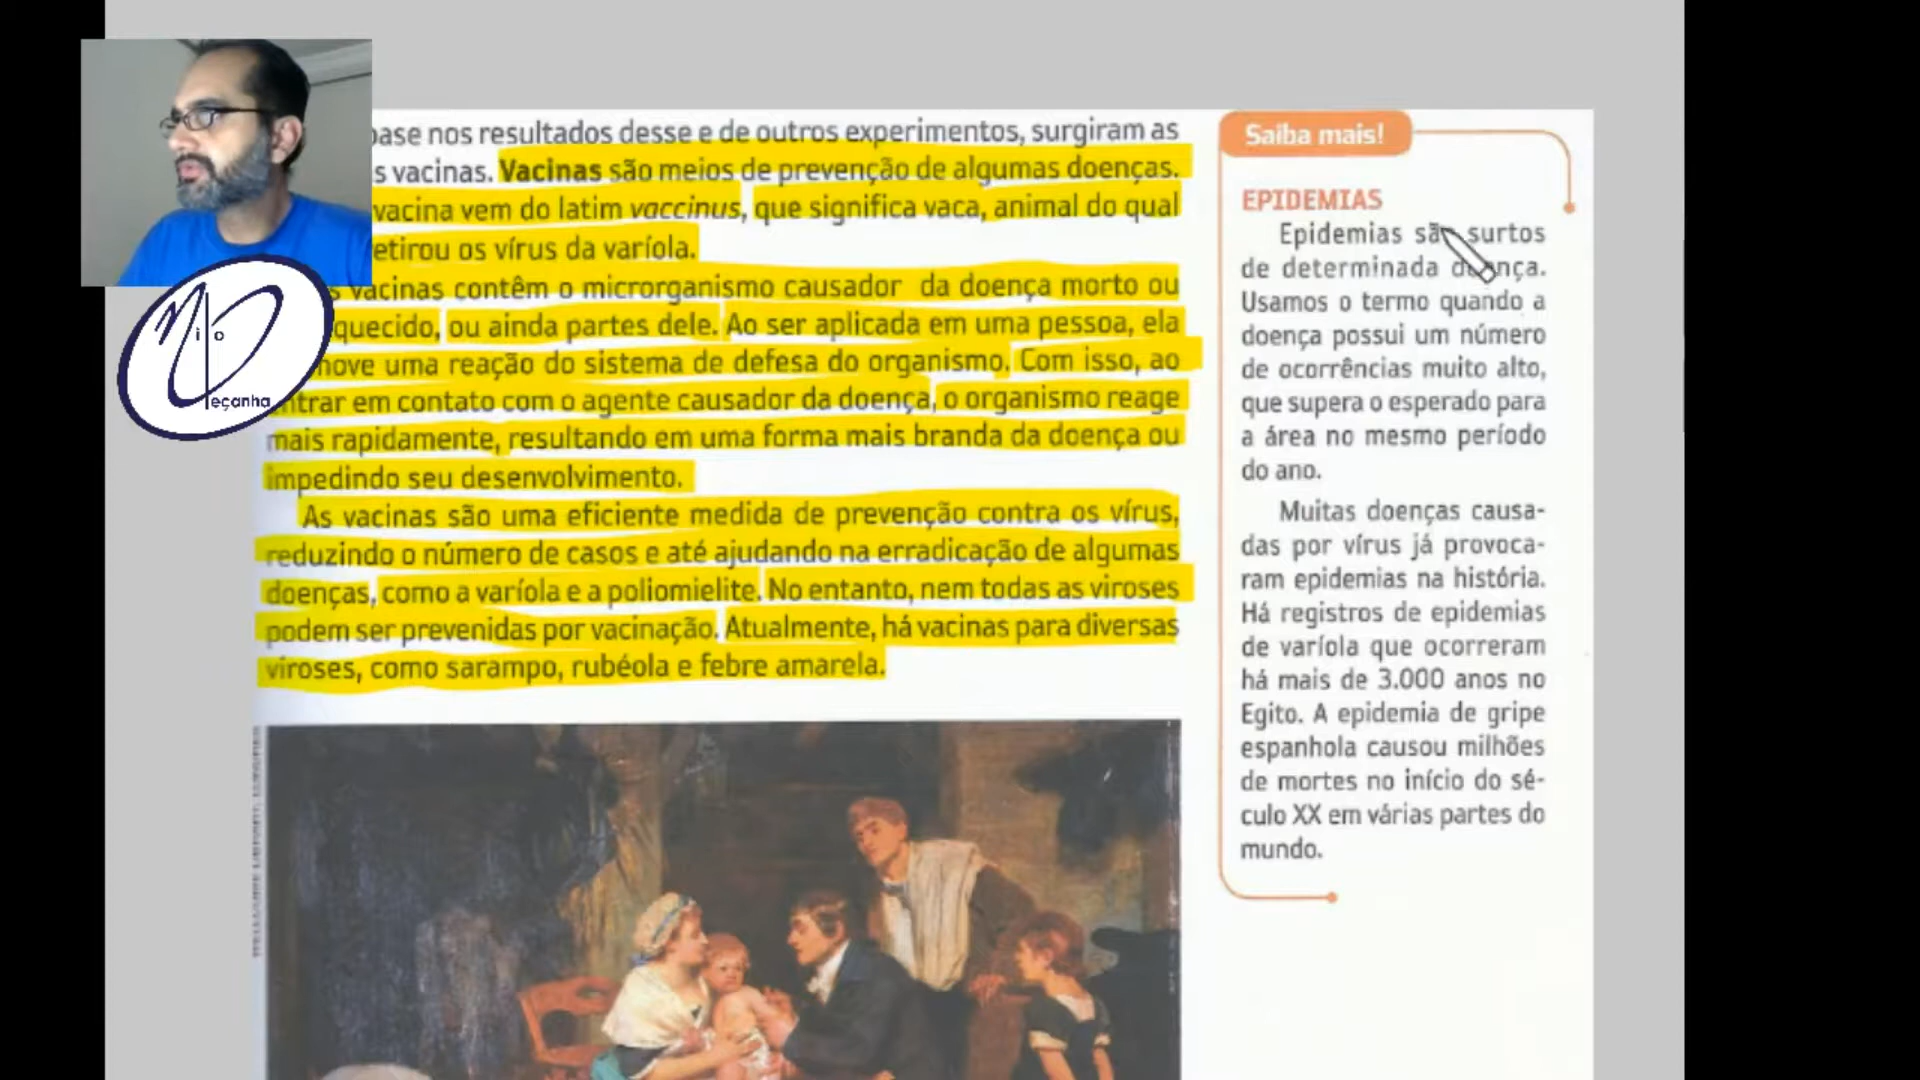 base nos resultados desse e de outros experimentos, surgiram as
s vacinas. Vacinas são meios de prevenção de algumas doenças.
vacina vem do latim vaccinus, que significa vaca, animal do qual
etirou os vírus da varíola.
s vacinas contêm o microrganismo causador da doença morto ou
quecido, ou ainda partes dele. Ao ser aplicada em uma pessoa, ela
move uma reação do sistema de defesa do organismo. Com isso, ao
ntrar em contato com o agente causador da doença, o organismo reage
mais rapidamente, resultando em uma forma mais branda da doença ou
impedindo seu desenvolvimento.
As vacinas são uma eficiente medida de prevenção contra os vírus,
reduzindo o número de casos e até ajudando na erradicação de algumas
doenças, como a varíola e a poliomielite. No entanto, nem todas as viroses
podem ser prevenidas por vacinação. Atualmente, há vacinas para diversas
viroses, como sarampo, rubéola e febre amarela.
Nilo
Peçanha
Saiba mais!
EPIDEMIAS
Epidemias são surtos
de determinada doença.
Usamos o termo quando a
doença possui um número
de ocorrências muito alto,
que supera o esperado para
a área no mesmo período
do ano.
Muitas doenças causa-
das por vírus já provoca-
ram epidemias na história.
Há registros de epidemias
de varíola que ocorreram
há mais de 3.000 anos no
Egito. A epidemia de gripe
espanhola causou milhões
de mortes no início do sé-
culo XX em várias partes do
mundo.